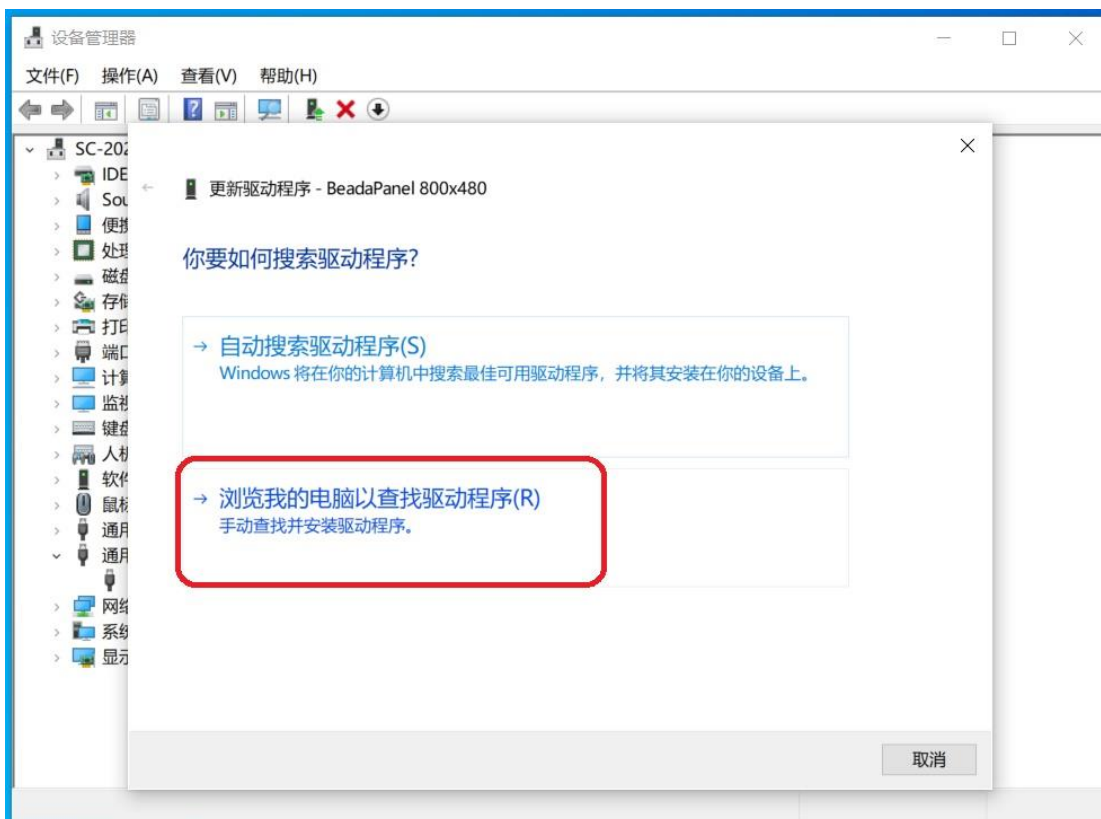 设备管理器
文件(F) 操作(A) 查看(V) 帮助(H)
SC-202
IDE
Sou
便携
处理
磁盘
存储
打印
端口
计算
监视
键盘
人机
软件
鼠标
通用
通用
网络
系统
显示
更新驱动程序 - BeadaPanel 800x480
你要如何搜索驱动程序?
→ 自动搜索驱动程序(S)
Windows 将在你的计算机中搜索最佳可用驱动程序，并将其安装在你的设备上。
→ 浏览我的电脑以查找驱动程序(R)
手动查找并安装驱动程序。
取消